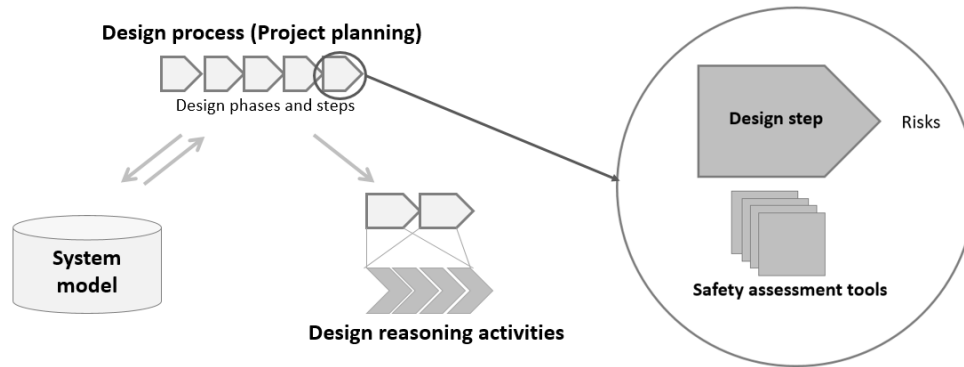 Design process (Project planning)
Design phases and steps
System
model
Design reasoning activities
Design step
Risks
Safety assessment tools